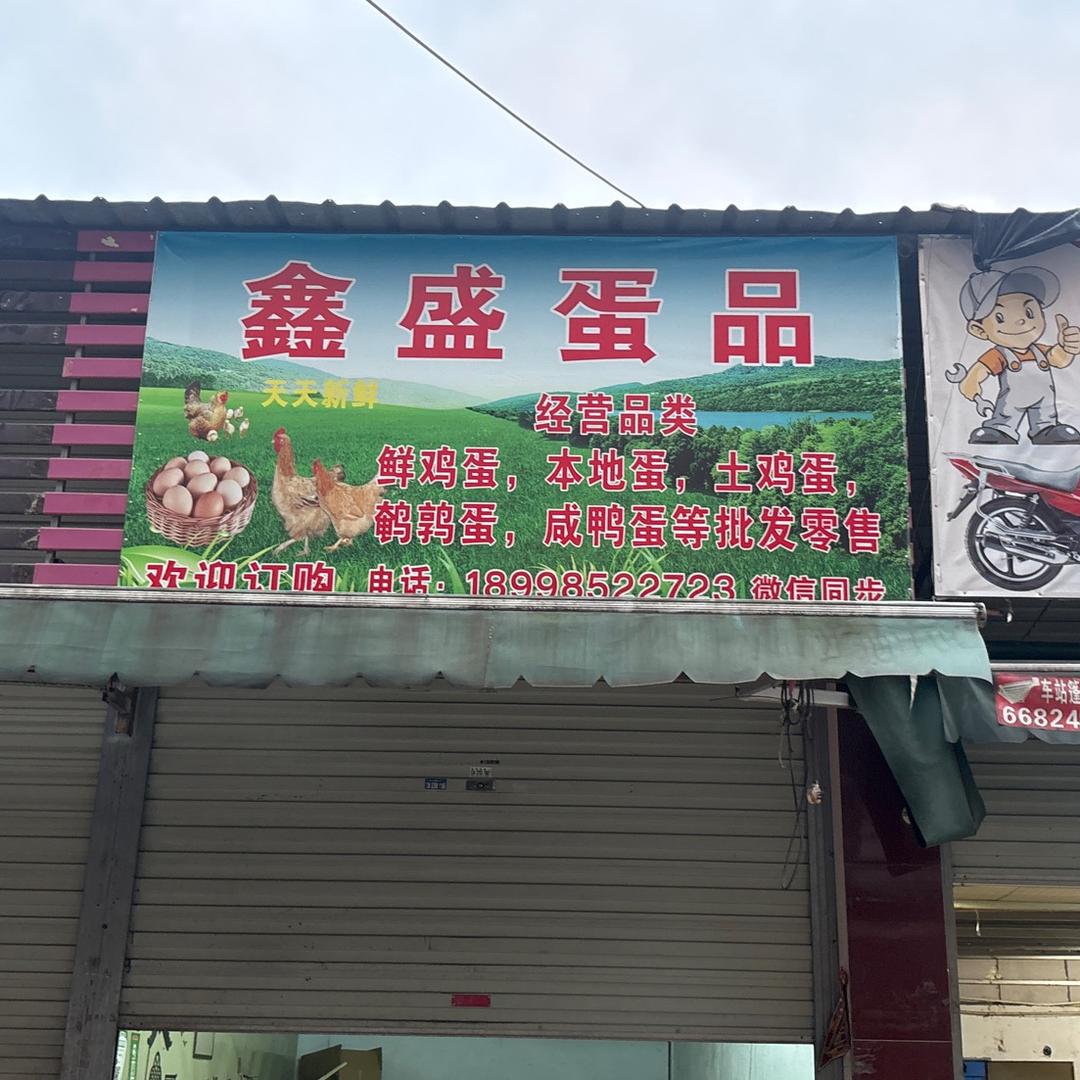 鑫盛蛋品
天天新鲜
经营品类
鲜鸡蛋，本地蛋，土鸡蛋，
鹌鹑蛋，咸鸭蛋等批发零售
欢迎订购 电话：18998522723 微信同步
车站篷
66824